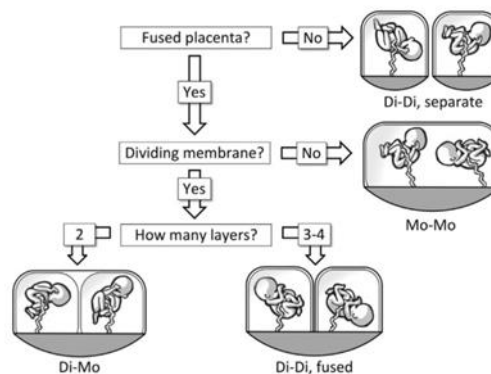 Fused placenta?
No
Di-Di, separate
Yes
Dividing membrane?
No
Mo-Mo
Yes
2
How many layers?
3-4
Di-Mo
Di-Di, fused